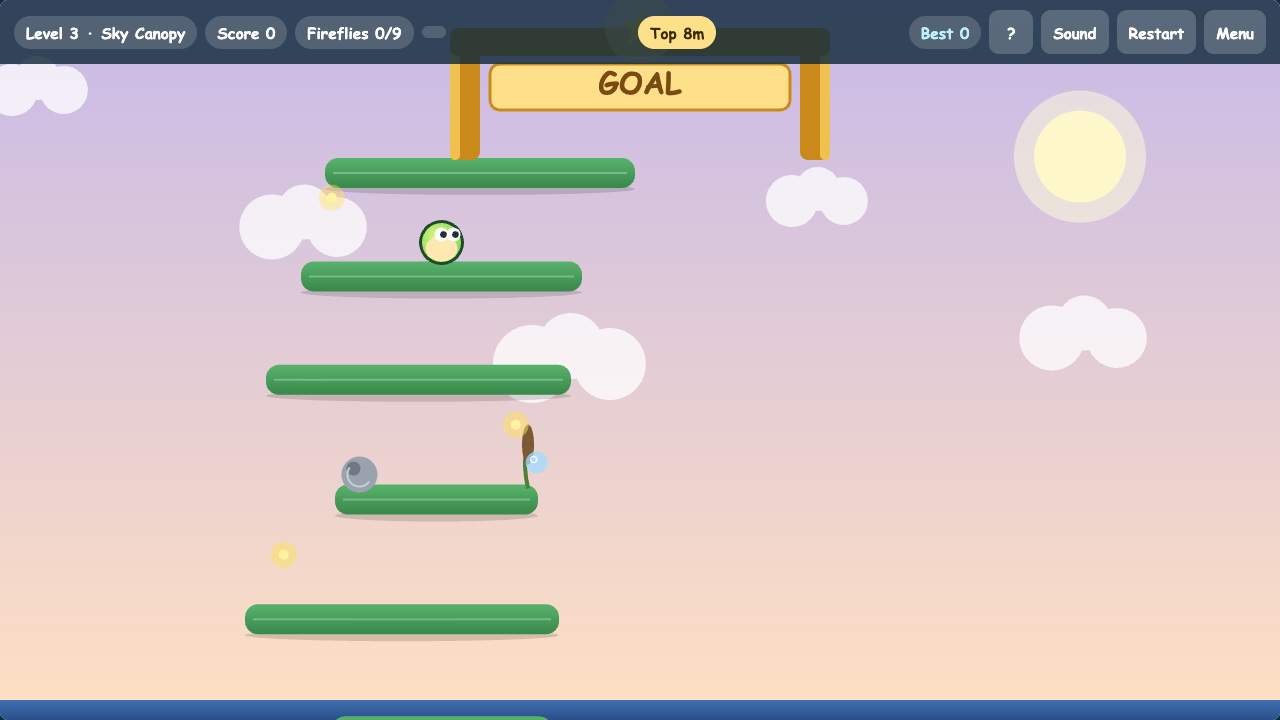 Level 3 · Sky Canopy
Score 0
Fireflies 0/9
Top 8m
Best 0
?
Sound
Restart
Menu
GOAL